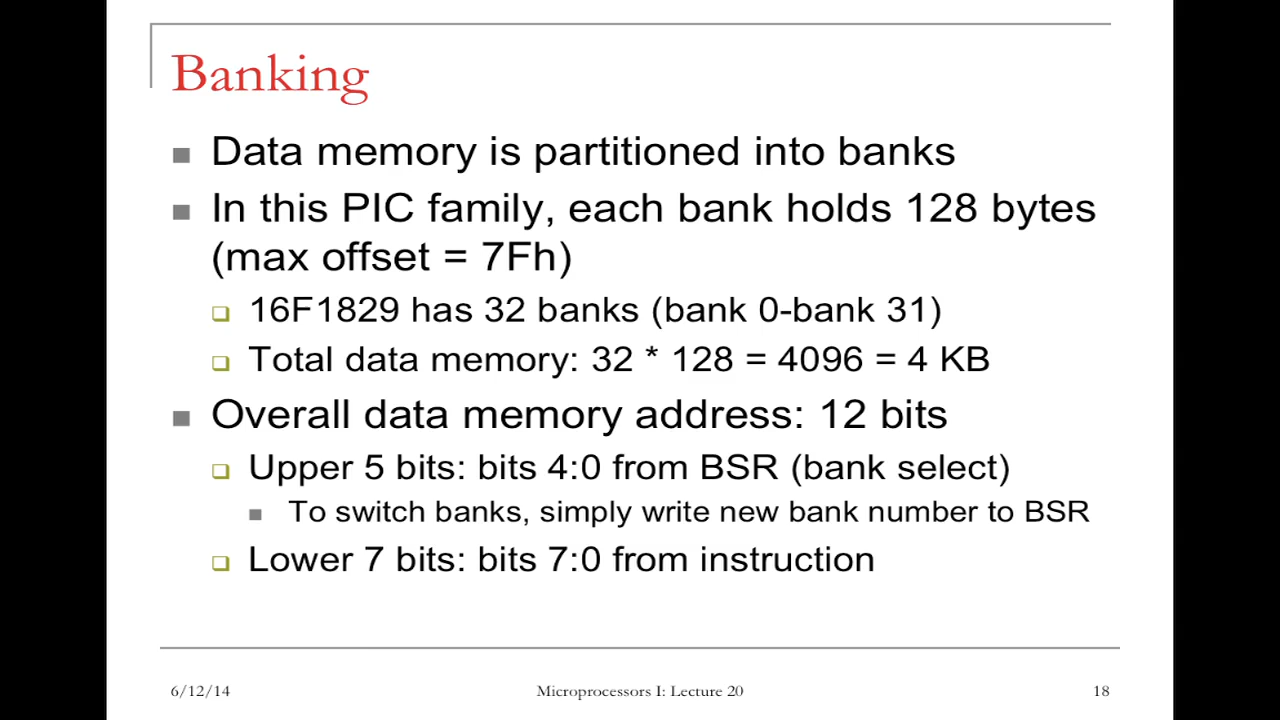 Banking
Data memory is partitioned into banks
In this PIC family, each bank holds 128 bytes
(max offset = 7Fh)
16F1829 has 32 banks (bank 0-bank 31)
Total data memory: 32 * 128 = 4096 = 4 KB
Overall data memory address: 12 bits
Upper 5 bits: bits 4:0 from BSR (bank select)
To switch banks, simply write new bank number to BSR
Lower 7 bits: bits 7:0 from instruction
6/12/14 Microprocessors I: Lecture 20 18